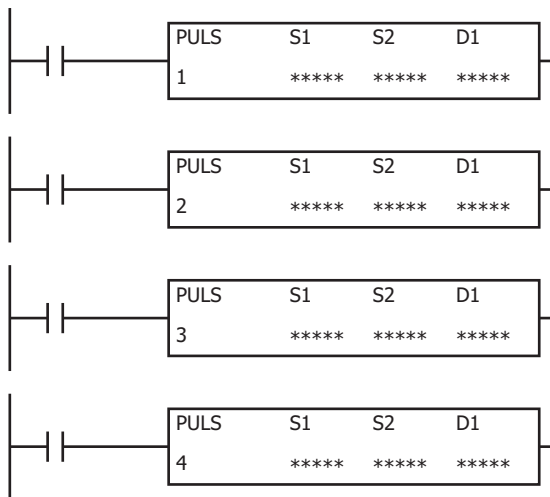 PULS S1 S2 D1
1 ***** ***** *****
PULS S1 S2 D1
2 ***** ***** *****
PULS S1 S2 D1
3 ***** ***** *****
PULS S1 S2 D1
4 ***** ***** *****